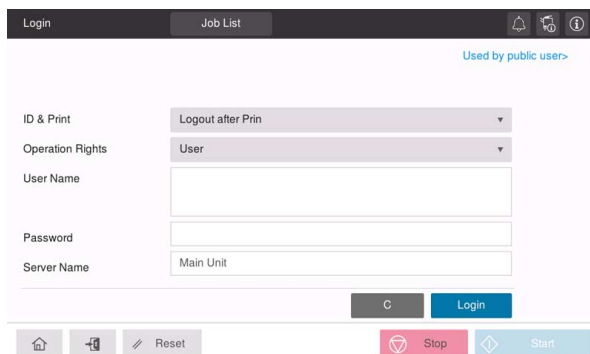 Login Job List
Used by public user>
ID & Print Logout after Prin
Operation Rights User
User Name
Password
Server Name Main Unit
C Login
Reset Stop Start